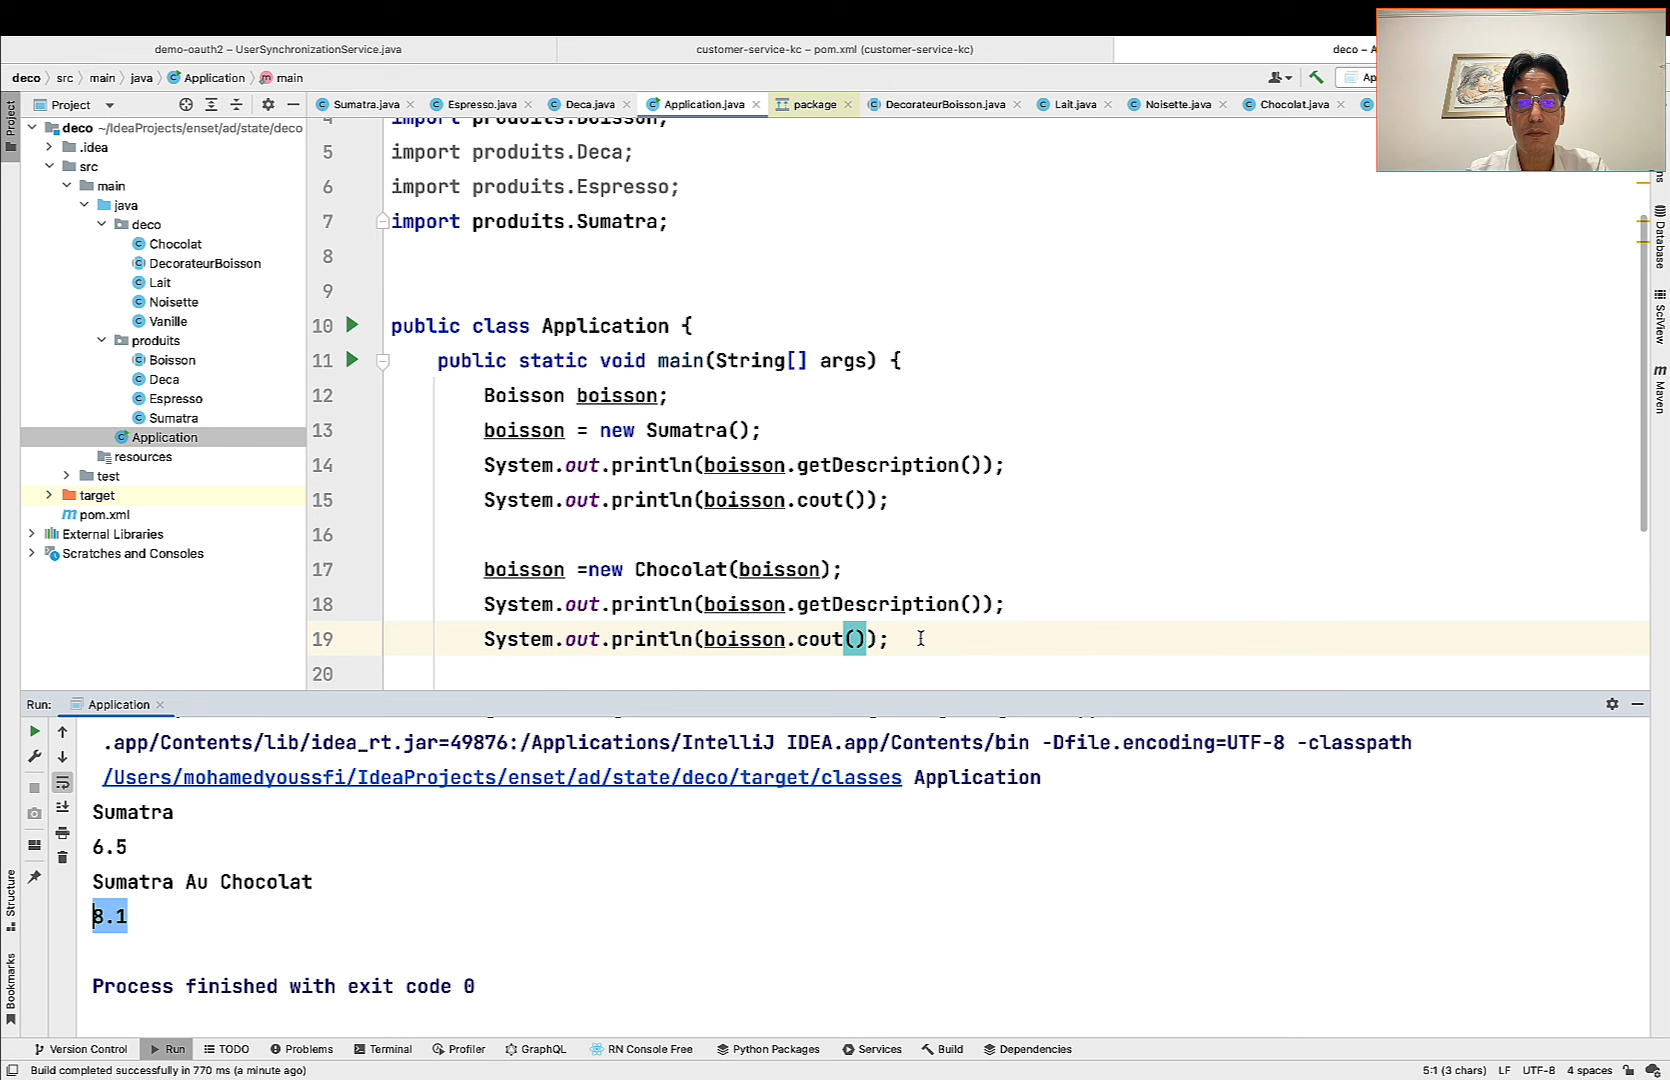 demo-oauth2 – UserSynchronizationService.java
customer-service-kc – pom.xml (customer-service-kc)
deco – A
deco src main java Application main
Ap
Project
Sumatra.java
Espresso.java
Deca.java
Application.java
package
DecorateurBoisson.java
Lait.java
Noisette.java
Chocolat.java
Project
deco ~/IdeaProjects/enset/ad/state/deco
.idea
src
main
java
deco
Chocolat
DecorateurBoisson
Lait
Noisette
Vanille
produits
Boisson
Deca
Espresso
Sumatra
Application
resources
test
target
pom.xml
External Libraries
Scratches and Consoles
4 import produits.Boisson;
5 import produits.Deca;
6 import produits.Espresso;
7 import produits.Sumatra;
8
9
10 public class Application {
11 public static void main(String[] args) {
12 Boisson boisson;
13 boisson = new Sumatra();
14 System.out.println(boisson.getDescription());
15 System.out.println(boisson.cout());
16
17 boisson =new Chocolat(boisson);
18 System.out.println(boisson.getDescription());
19 System.out.println(boisson.cout());
20
Database
SciView
Maven
Run: Application
.app/Contents/lib/idea_rt.jar=49876:/Applications/IntelliJ IDEA.app/Contents/bin -Dfile.encoding=UTF-8 -classpath
/Users/mohamedyoussfi/IdeaProjects/enset/ad/state/deco/target/classes Application
Sumatra
6.5
Sumatra Au Chocolat
8.1
Process finished with exit code 0
Structure
Bookmarks
Version Control
Run
TODO
Problems
Terminal
Profiler
GraphQL
RN Console Free
Python Packages
Services
Build
Dependencies
Build completed successfully in 770 ms (a minute ago)
5:1 (3 chars) LF UTF-8 4 spaces